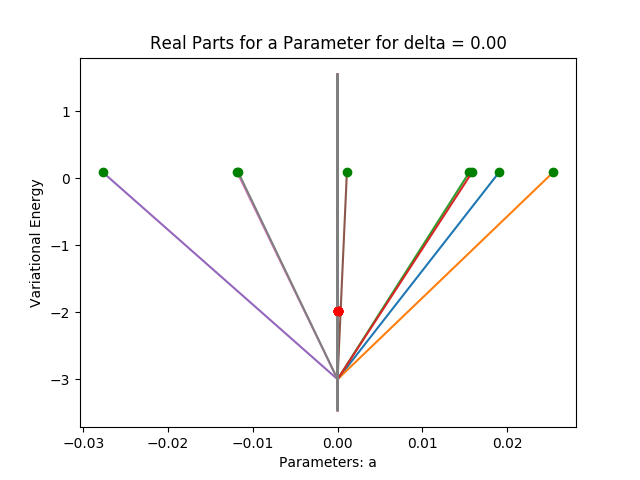 Real Parts for a Parameter for delta = 0.00
Variational Energy
1
0
−1
−2
−3
−0.03 −0.02 −0.01 0.00 0.01 0.02
Parameters: a